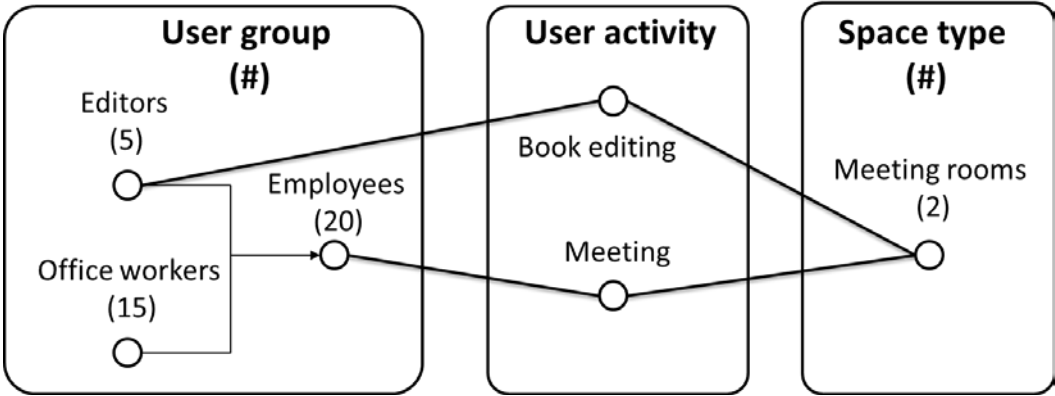 User group
(#)
Editors
(5)
Employees
(20)
Office workers
(15)
User activity
Book editing
Meeting
Space type
(#)
Meeting rooms
(2)